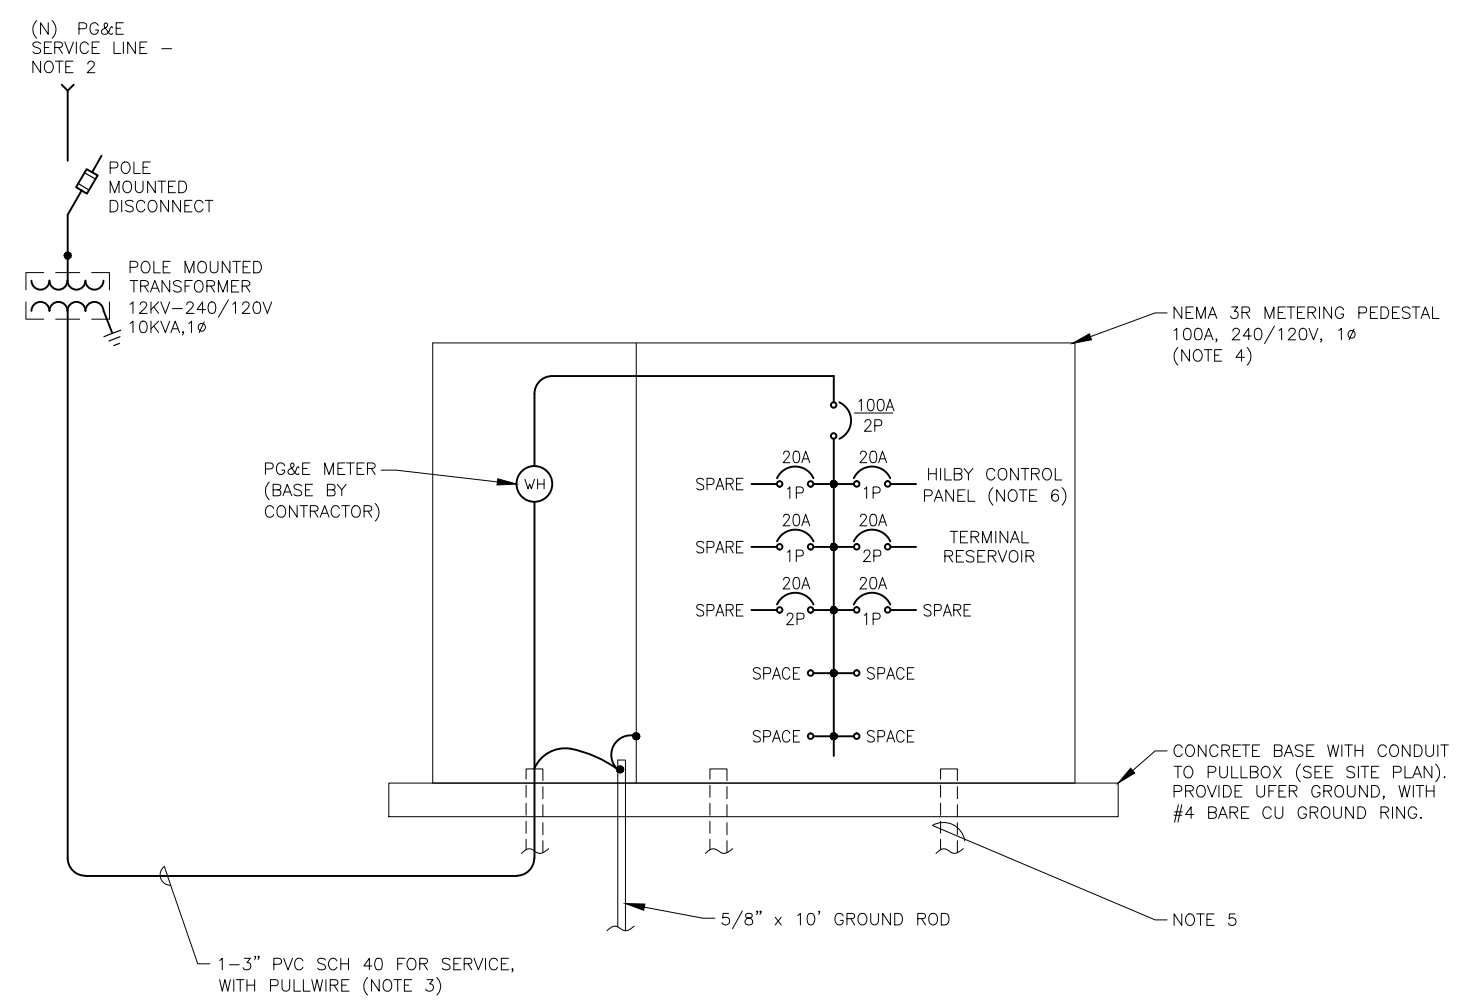 (N) PG&E
SERVICE LINE –
NOTE 2
POLE
MOUNTED
DISCONNECT
POLE MOUNTED
TRANSFORMER
12KV–240/120V
10KVA,1ø
NEMA 3R METERING PEDESTAL
100A, 240/120V, 1ø
(NOTE 4)
100A
2P
PG&E METER
(BASE BY
CONTRACTOR)
WH
SPARE
20A
1P
20A
1P
HILBY CONTROL
PANEL (NOTE 6)
SPARE
20A
1P
20A
2P
TERMINAL
RESERVOIR
SPARE
20A
2P
20A
1P
SPARE
SPACE
SPACE
SPACE
SPACE
CONCRETE BASE WITH CONDUIT
TO PULLBOX (SEE SITE PLAN).
PROVIDE UFER GROUND, WITH
#4 BARE CU GROUND RING.
5/8" x 10' GROUND ROD
NOTE 5
1–3" PVC SCH 40 FOR SERVICE,
WITH PULLWIRE (NOTE 3)